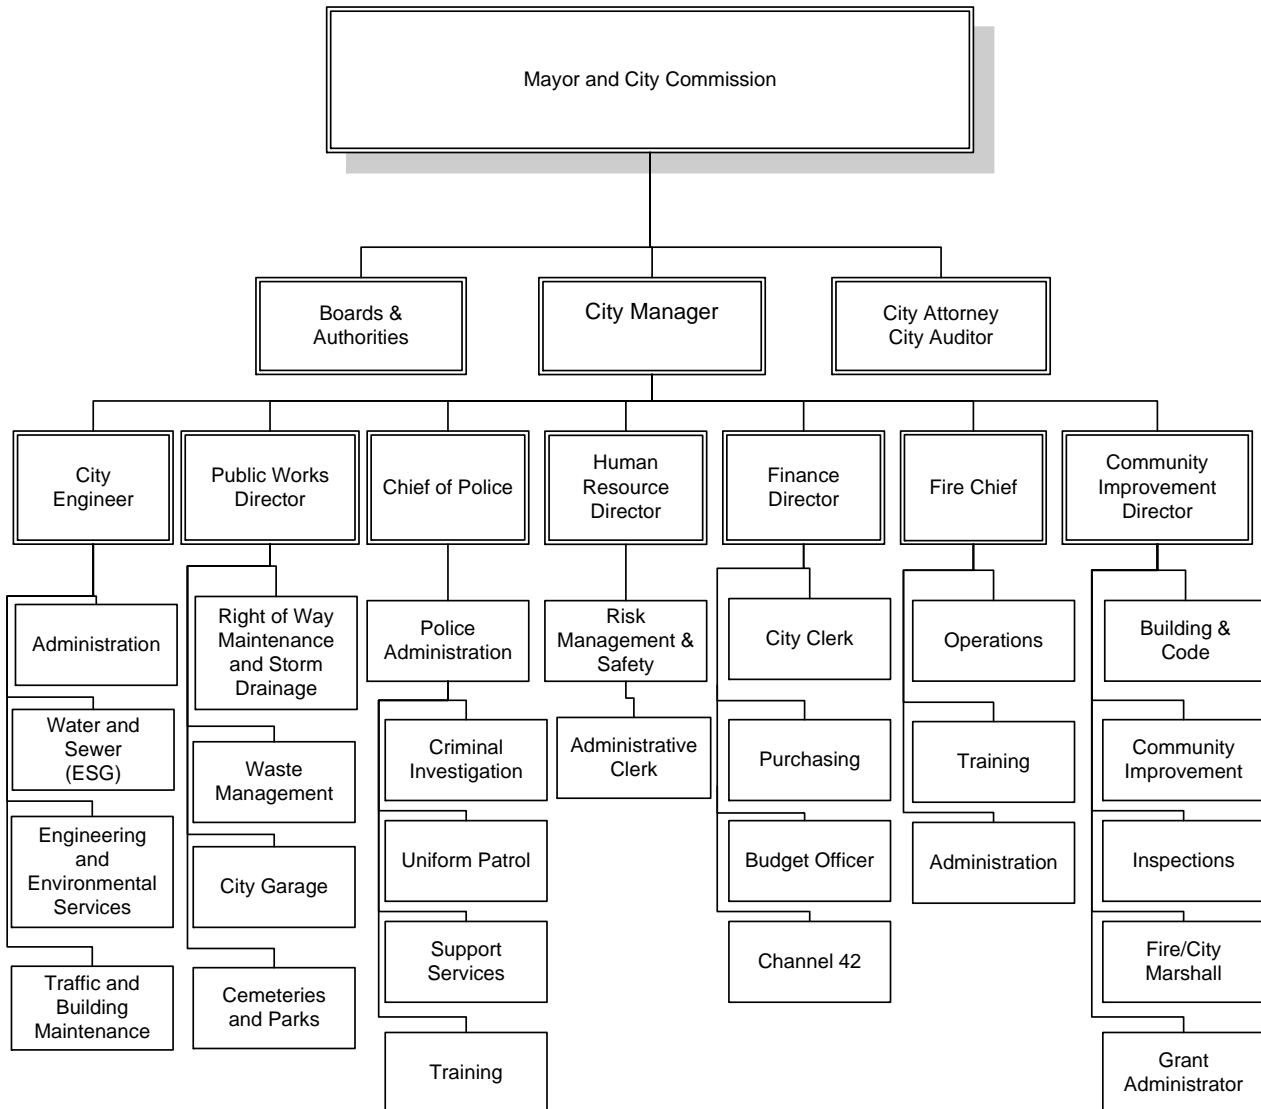 Mayor and City Commission
Boards &
Authorities
City Manager
City Attorney
City Auditor
City
Engineer
Public Works
Director
Chief of Police
Human
Resource
Director
Finance
Director
Fire Chief
Community
Improvement
Director
Administration
Water and
Sewer
(ESG)
Engineering
and
Environmental
Services
Traffic and
Building
Maintenance
Right of Way
Maintenance
and Storm
Drainage
Waste
Management
City Garage
Cemeteries
and Parks
Police
Administration
Criminal
Investigation
Uniform Patrol
Support
Services
Training
Risk
Management &
Safety
Administrative
Clerk
City Clerk
Purchasing
Budget Officer
Channel 42
Operations
Training
Administration
Building &
Code
Community
Improvement
Inspections
Fire/City
Marshall
Grant
Administrator